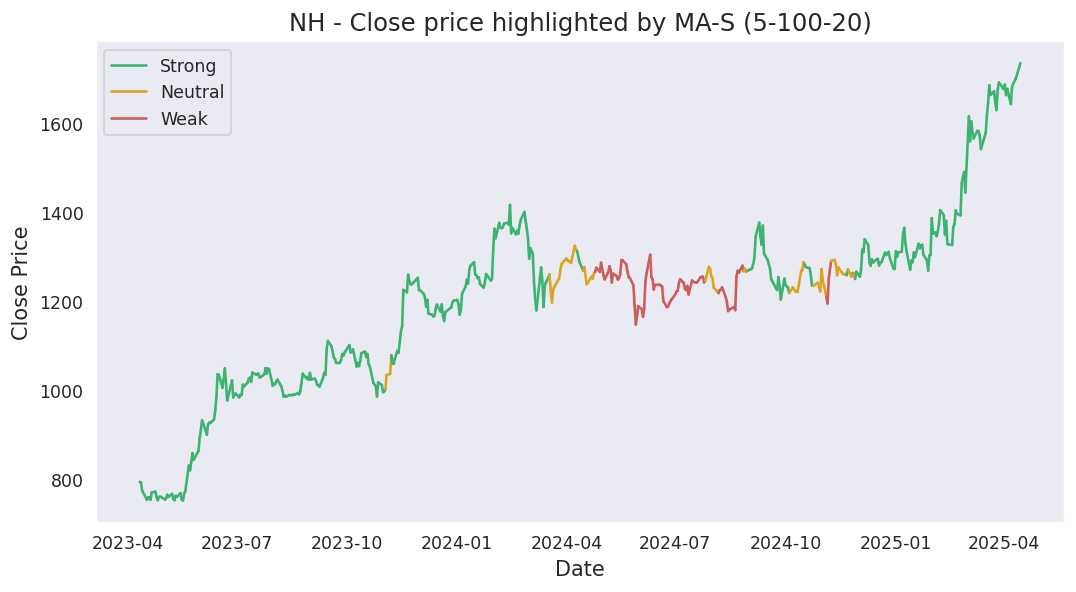 NH - Close price highlighted by MA-S (5-100-20)
Strong
Neutral
Weak
Close Price
1600
1400
1200
1000
800
2023-04 2023-07 2023-10 2024-01 2024-04 2024-07 2024-10 2025-01 2025-04
Date